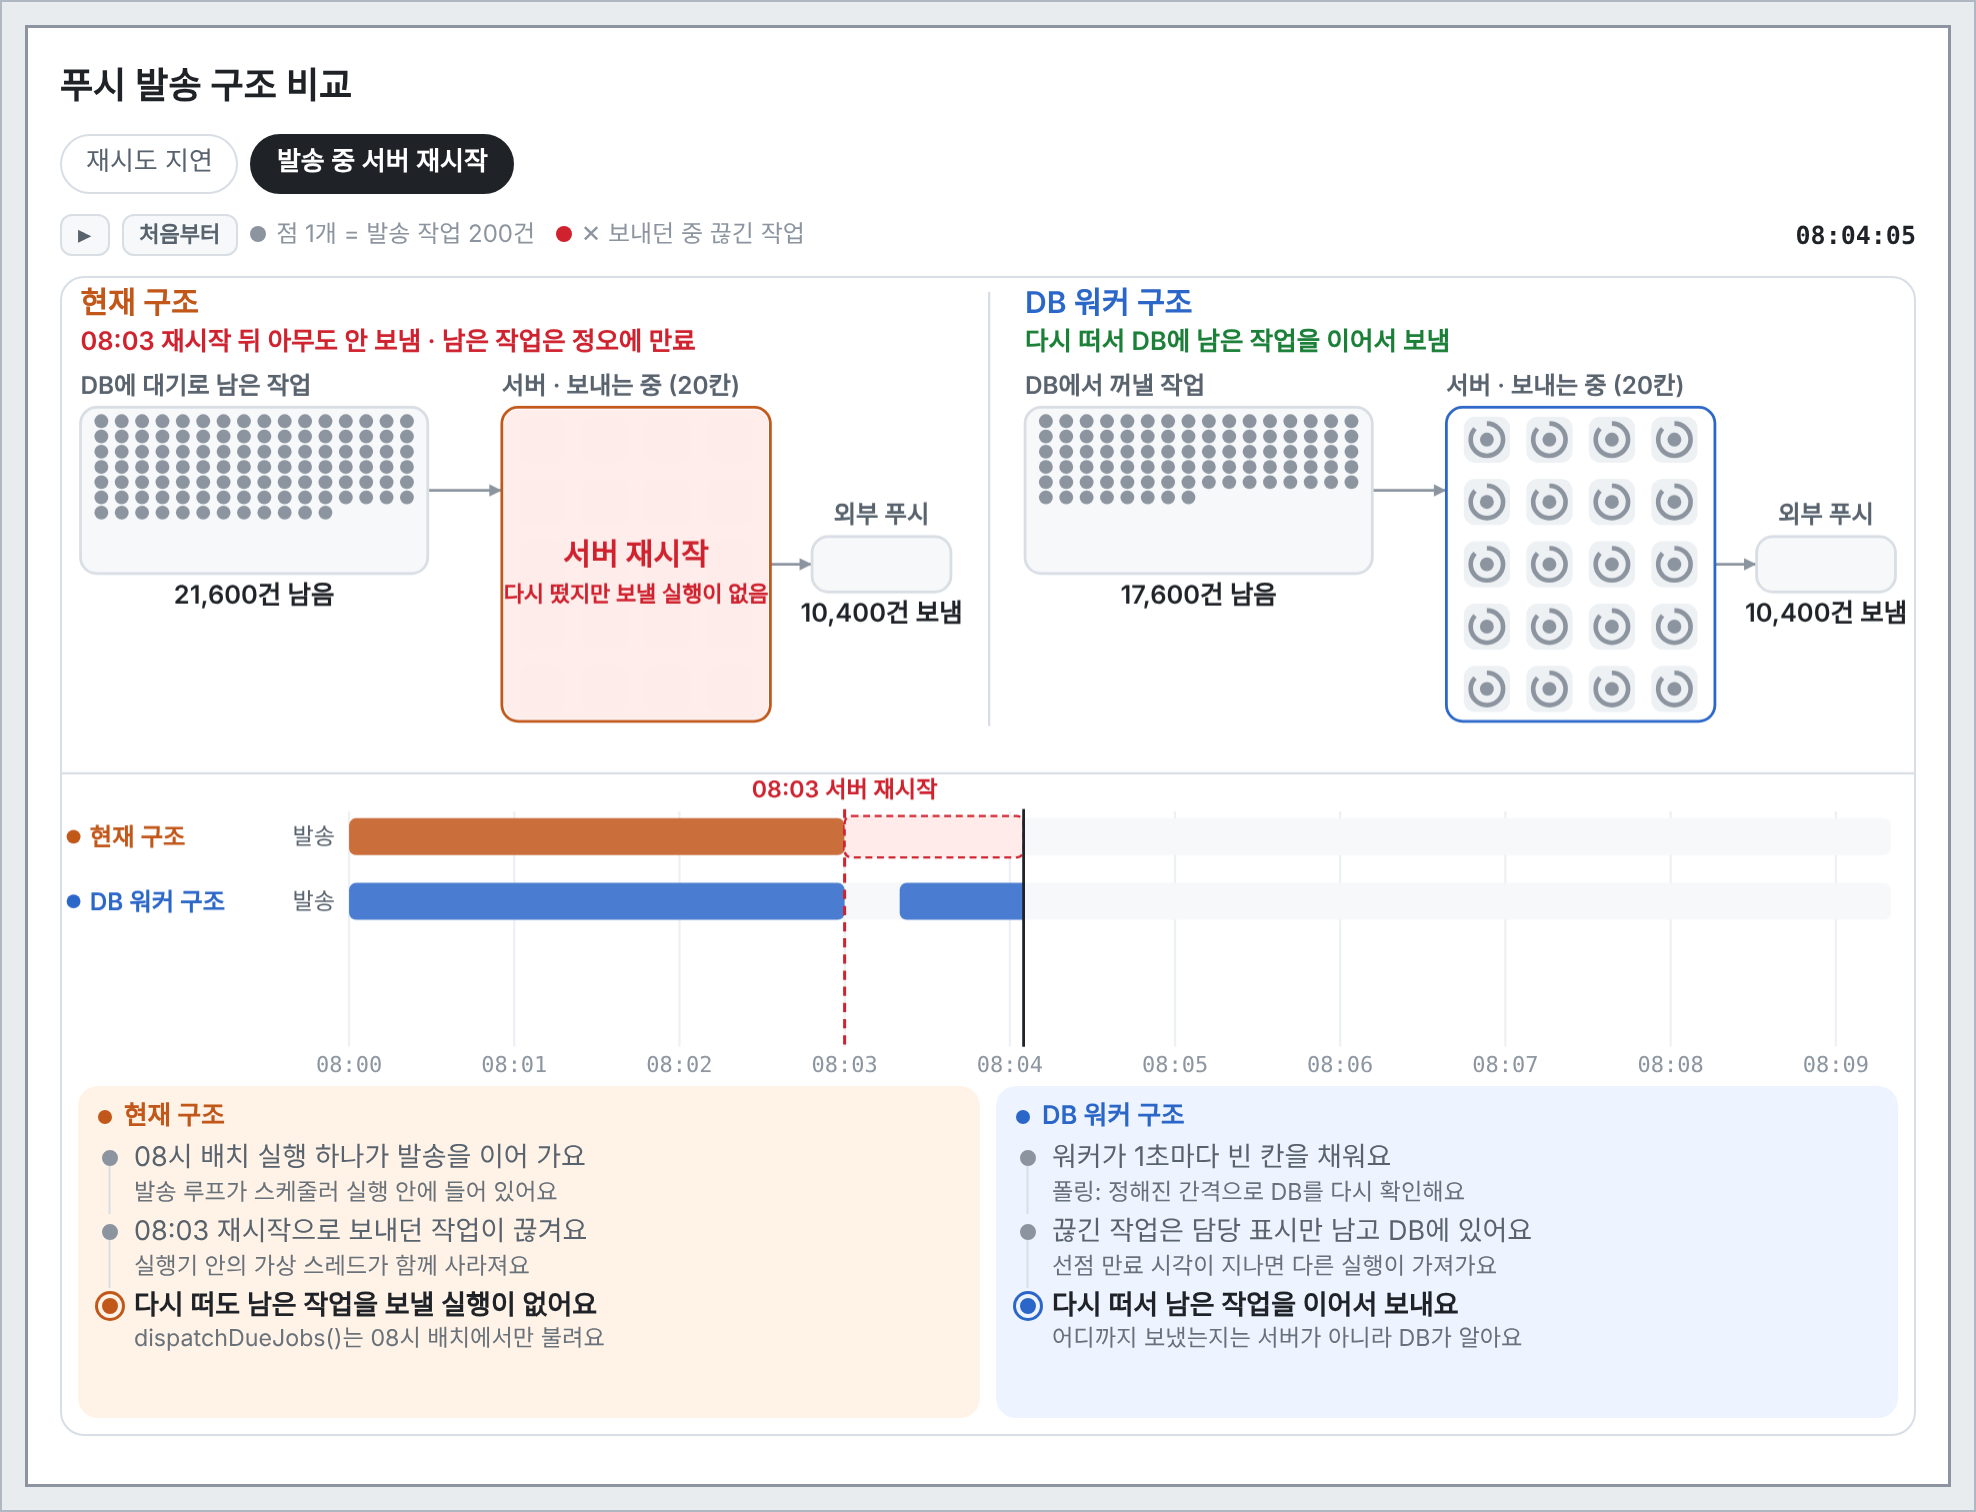 푸시 발송 구조 비교
재시도 지연
발송 중 서버 재시작
▶ 처음부터 점 1개 = 발송 작업 200건 ✕ 보내던 중 끊긴 작업 08:04:05
현재 구조
08:03 재시작 뒤 아무도 안 보냄 · 남은 작업은 정오에 만료
DB에 대기로 남은 작업
서버 · 보내는 중 (20칸)
서버 재시작
다시 떴지만 보낼 실행이 없음
외부 푸시
21,600건 남음
10,400건 보냄
DB 워커 구조
다시 떠서 DB에 남은 작업을 이어서 보냄
DB에서 꺼낼 작업
서버 · 보내는 중 (20칸)
외부 푸시
17,600건 남음
10,400건 보냄
08:03 서버 재시작
현재 구조 발송
DB 워커 구조 발송
08:00 08:01 08:02 08:03 08:04 08:05 08:06 08:07 08:08 08:09
현재 구조
08시 배치 실행 하나가 발송을 이어 가요
발송 루프가 스케줄러 실행 안에 들어 있어요
08:03 재시작으로 보내던 작업이 끊겨요
실행기 안의 가상 스레드가 함께 사라져요
다시 떠도 남은 작업을 보낼 실행이 없어요
dispatchDueJobs()는 08시 배치에서만 불려요
DB 워커 구조
워커가 1초마다 빈 칸을 채워요
폴링: 정해진 간격으로 DB를 다시 확인해요
끊긴 작업은 담당 표시만 남고 DB에 있어요
선점 만료 시각이 지나면 다른 실행이 가져가요
다시 떠서 남은 작업을 이어서 보내요
어디까지 보냈는지는 서버가 아니라 DB가 알아요